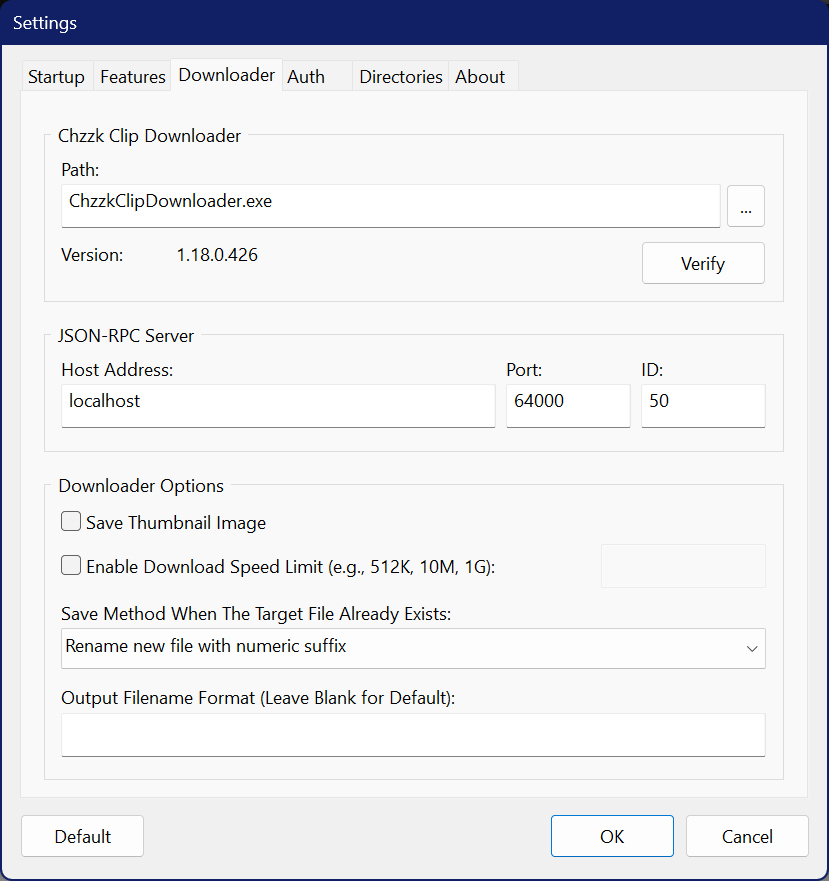 Settings
Startup Features Downloader Auth Directories About
Chzzk Clip Downloader
Path:
ChzzkClipDownloader.exe
...
Version: 1.18.0.426
Verify
JSON-RPC Server
Host Address: Port: ID:
localhost 64000 50
Downloader Options
Save Thumbnail Image
Enable Download Speed Limit (e.g., 512K, 10M, 1G):
Save Method When The Target File Already Exists:
Rename new file with numeric suffix
Output Filename Format (Leave Blank for Default):
Default OK Cancel